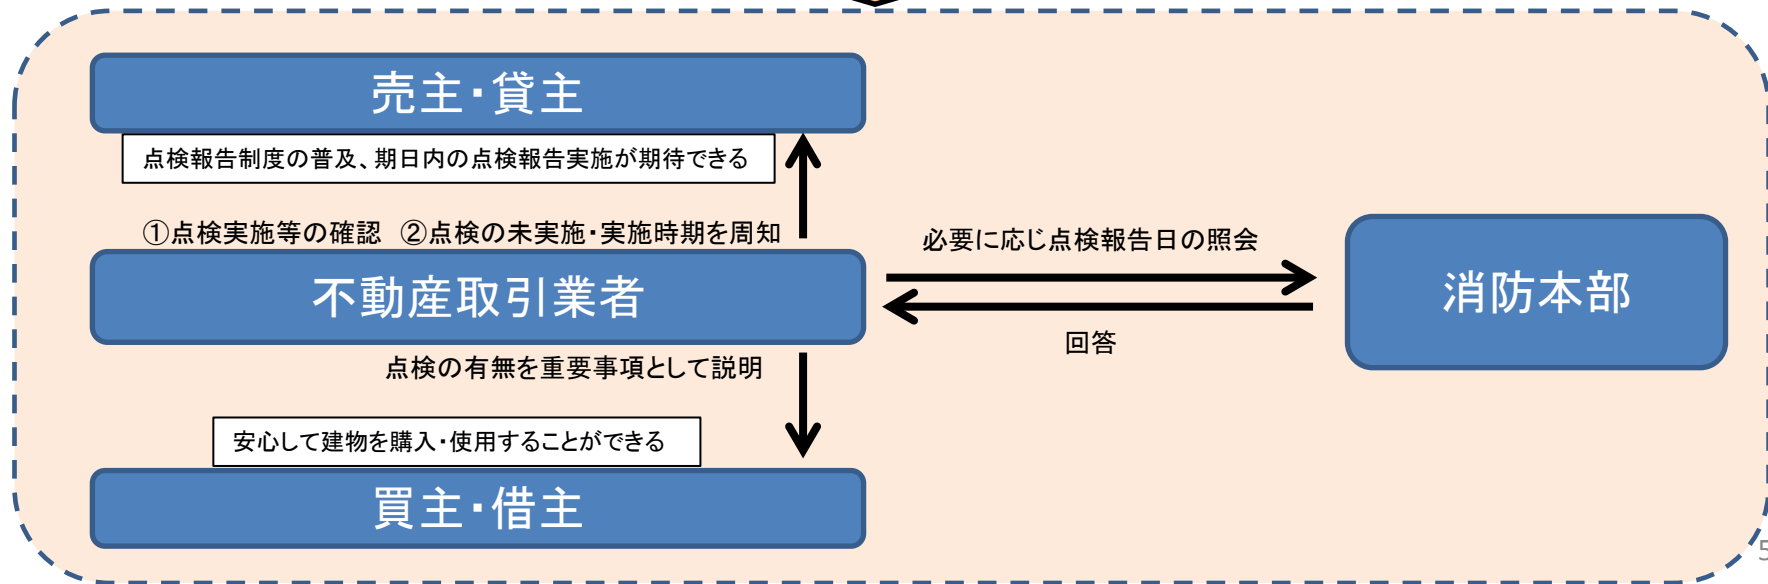 売主・貸主
点検報告制度の普及、期日内の点検報告実施が期待できる
①点検実施等の確認 ②点検の未実施・実施時期を周知
不動産取引業者
必要に応じ点検報告日の照会
回答
消防本部
点検の有無を重要事項として説明
安心して建物を購入・使用することができる
買主・借主
5